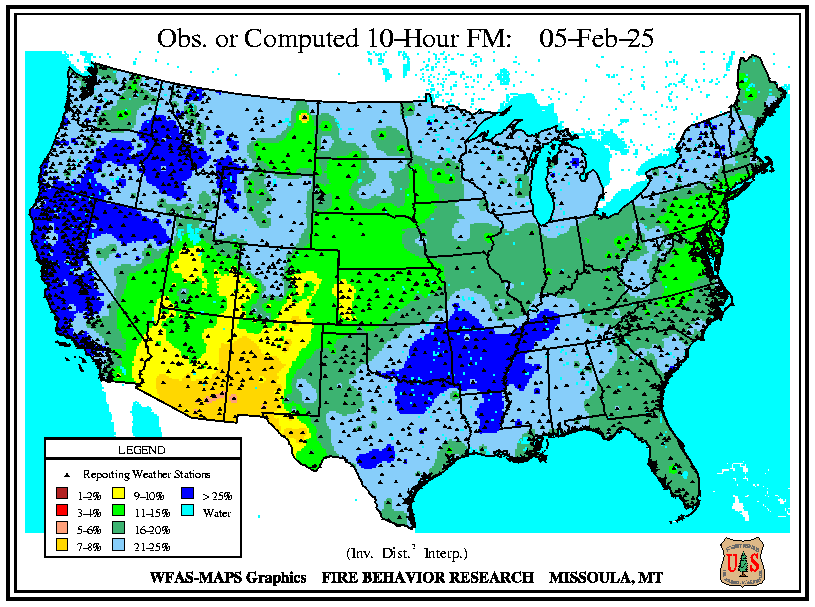 Obs. or Computed 10-Hour FM: 05-Feb-25
LEGEND
Reporting Weather Stations
1-2% 9-10% > 25%
3-4% 11-15% Water
5-6% 16-20%
7-8% 21-25%
(Inv. Dist.² Interp.)
WFAS-MAPS Graphics FIRE BEHAVIOR RESEARCH MISSOULA, MT
U S